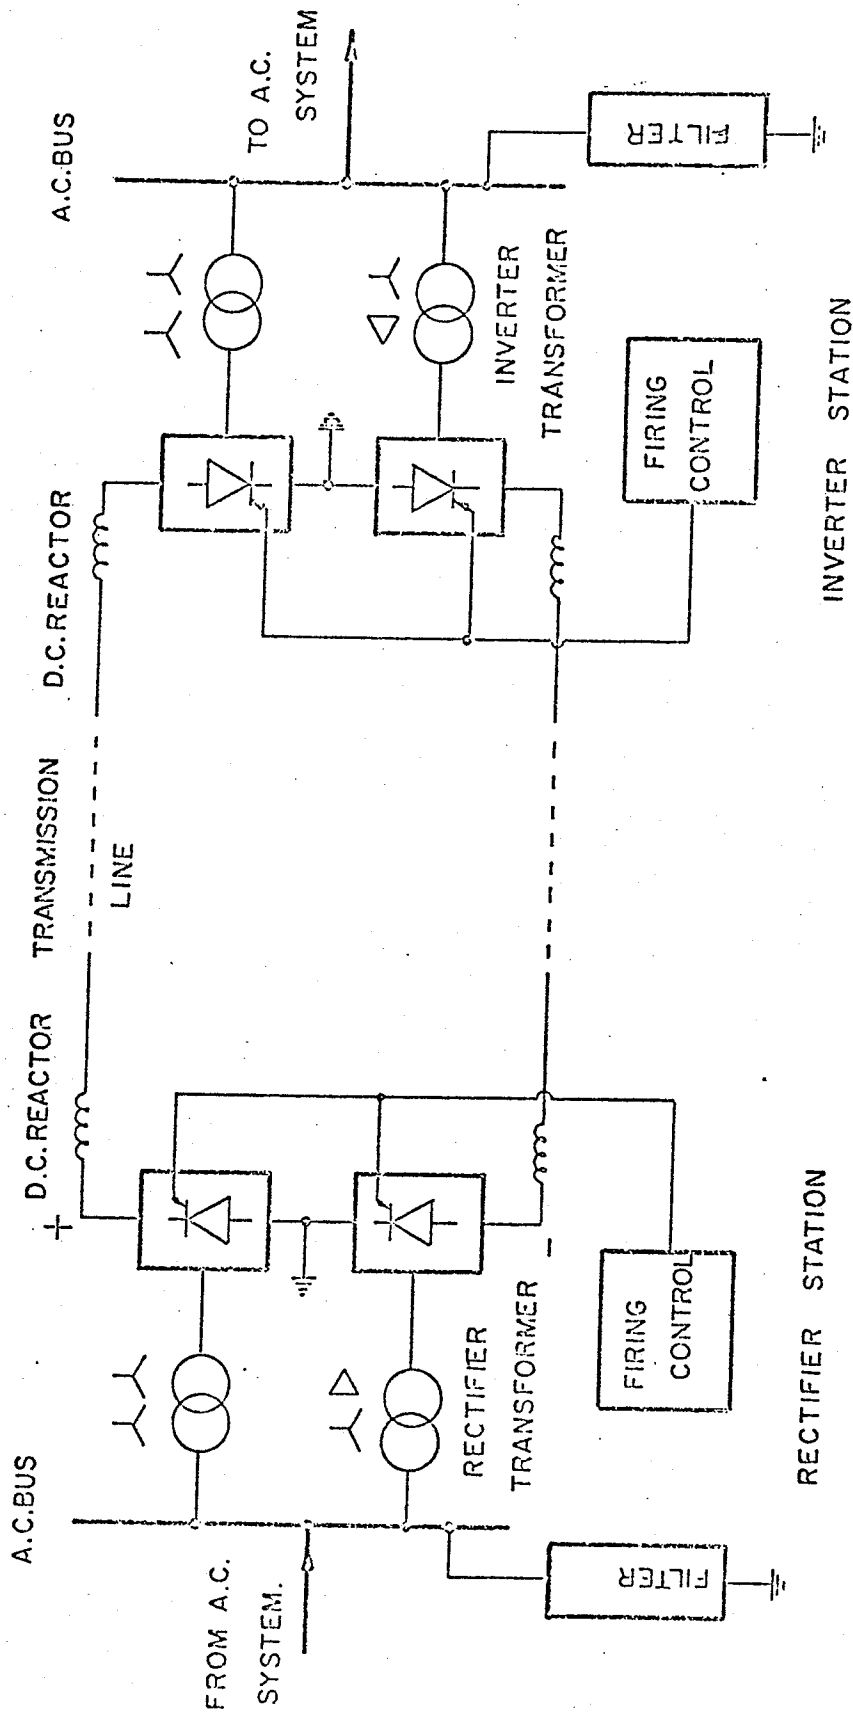 A.C.BUS
FROM A.C.
SYSTEM.
FILTER
RECTIFIER
TRANSFORMER
+
D.C.REACTOR
-
FIRING
CONTROL
RECTIFIER STATION
TRANSMISSION
LINE
D.C.REACTOR
A.C.BUS
TO A.C.
SYSTEM
INVERTER
TRANSFORMER
FILTER
FIRING
CONTROL
INVERTER STATION